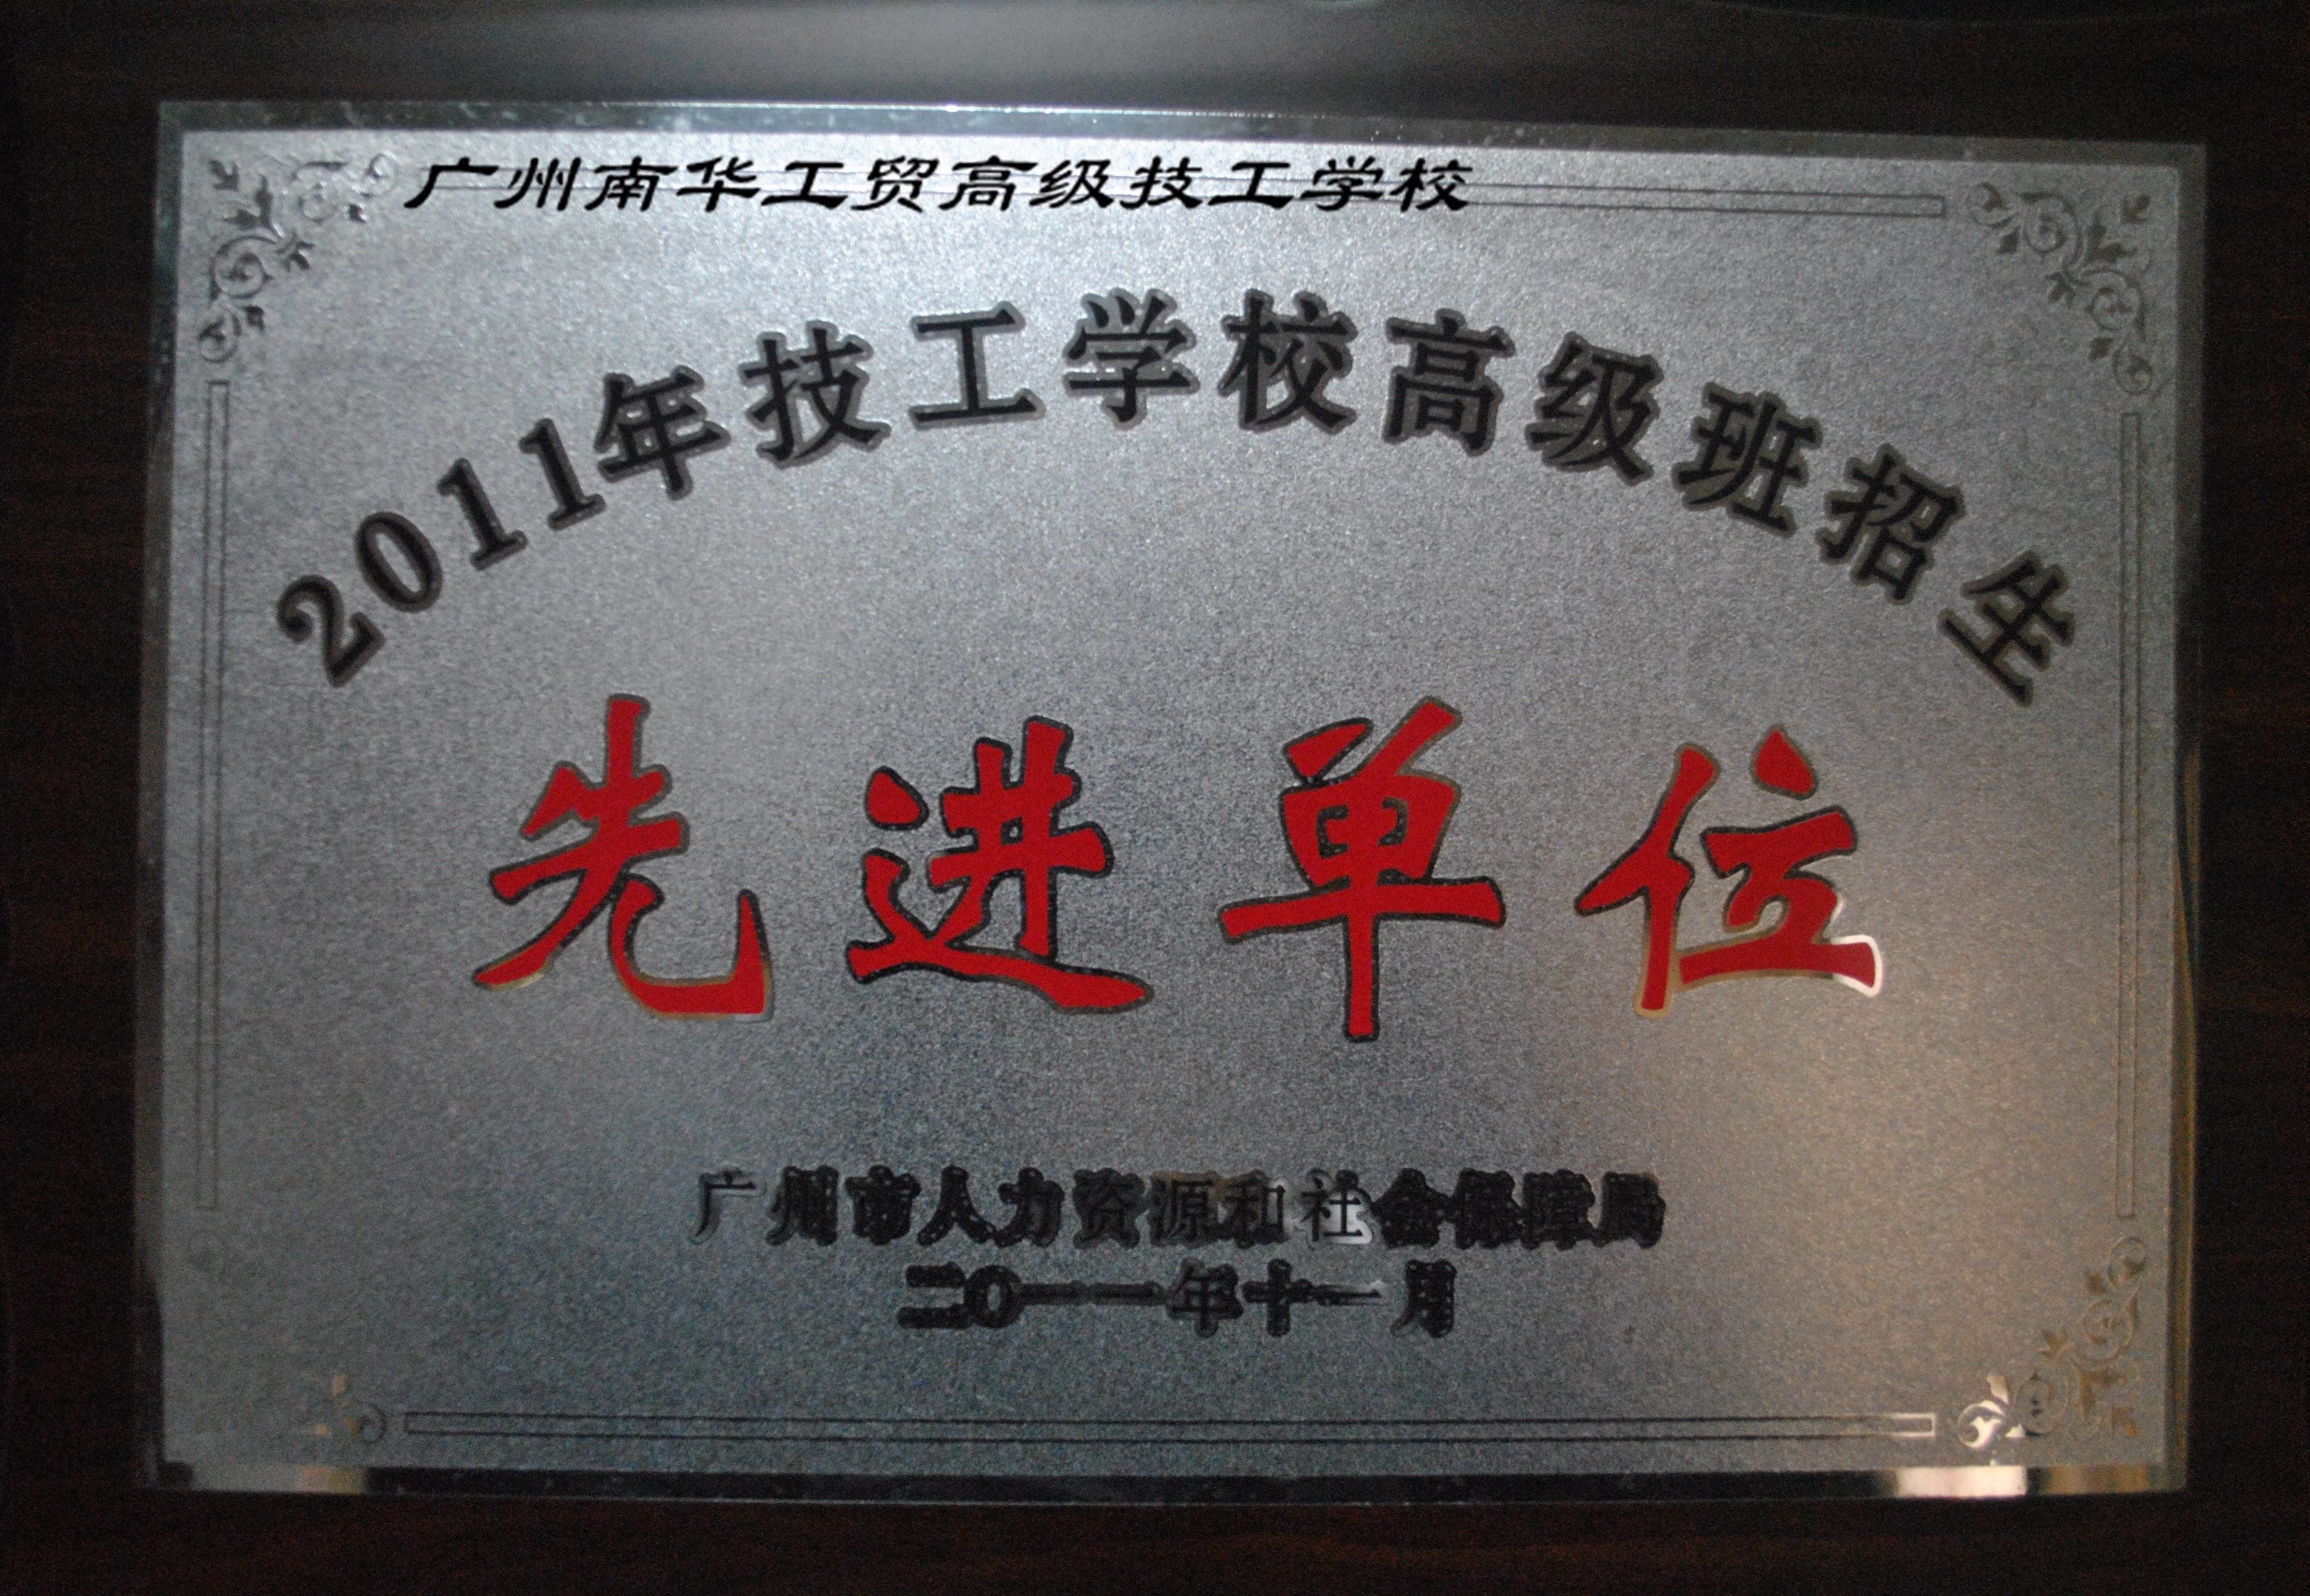 广州南华工贸高级技工学校
2011年技工学校高级班招生
先进单位
广州市人力资源和社会保障局
二〇一一年十一月